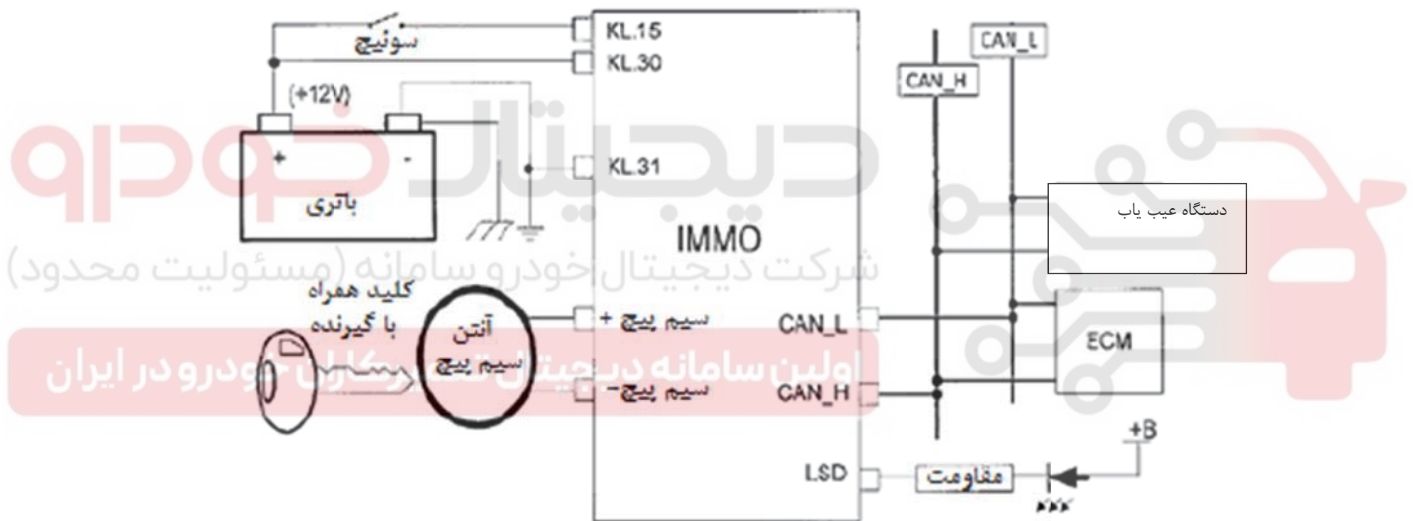 KL.15
سوئیچ
KL.30
CAN_L
CAN_H
(+12V)
+ -
باتری
KL.31
دیجیتال خودرو
IMMO
دستگاه عیب یاب
شرکت دیجیتال خودرو سامانه (مسئولیت محدود)
کلید همراه
با گیرنده
آنتن
سیم پیچ
سیم پیچ +
CAN_L
ECM
اولین سامانه دیجیتال تعمیرکاران خودرو در ایران
سیم پیچ -
CAN_H
+B
LSD
مقاومت